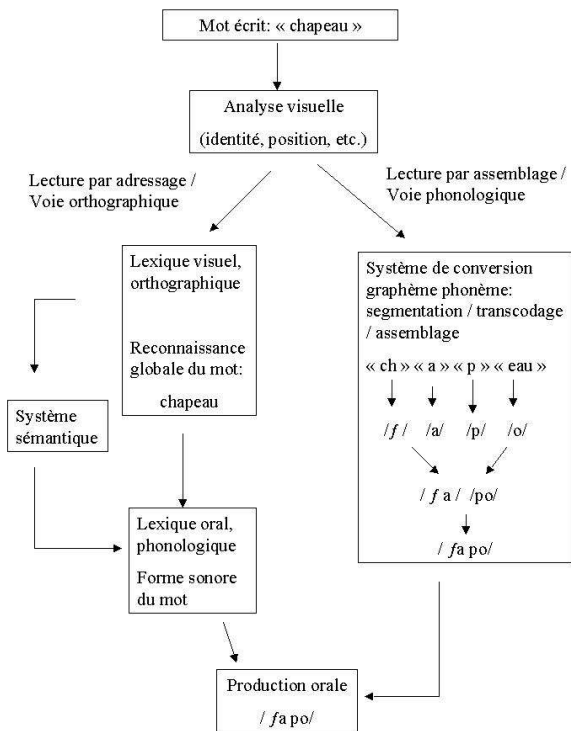 Mot écrit: « chapeau »
Analyse visuelle
(identité, position, etc.)
Lecture par adressage /
Voie orthographique
Lecture par assemblage /
Voie phonologique
Lexique visuel,
orthographique
Reconnaissance
globale du mot:
chapeau
Système
sémantique
Lexique oral,
phonologique
Forme sonore
du mot
Système de conversion
graphème phonème:
segmentation / transcodage
/ assemblage
« ch » « a » « p » « eau »
/ƒ/ /a/ /p/ /o/
/ ƒ a / /po/
/ ƒa po/
Production orale
/ ƒa po/